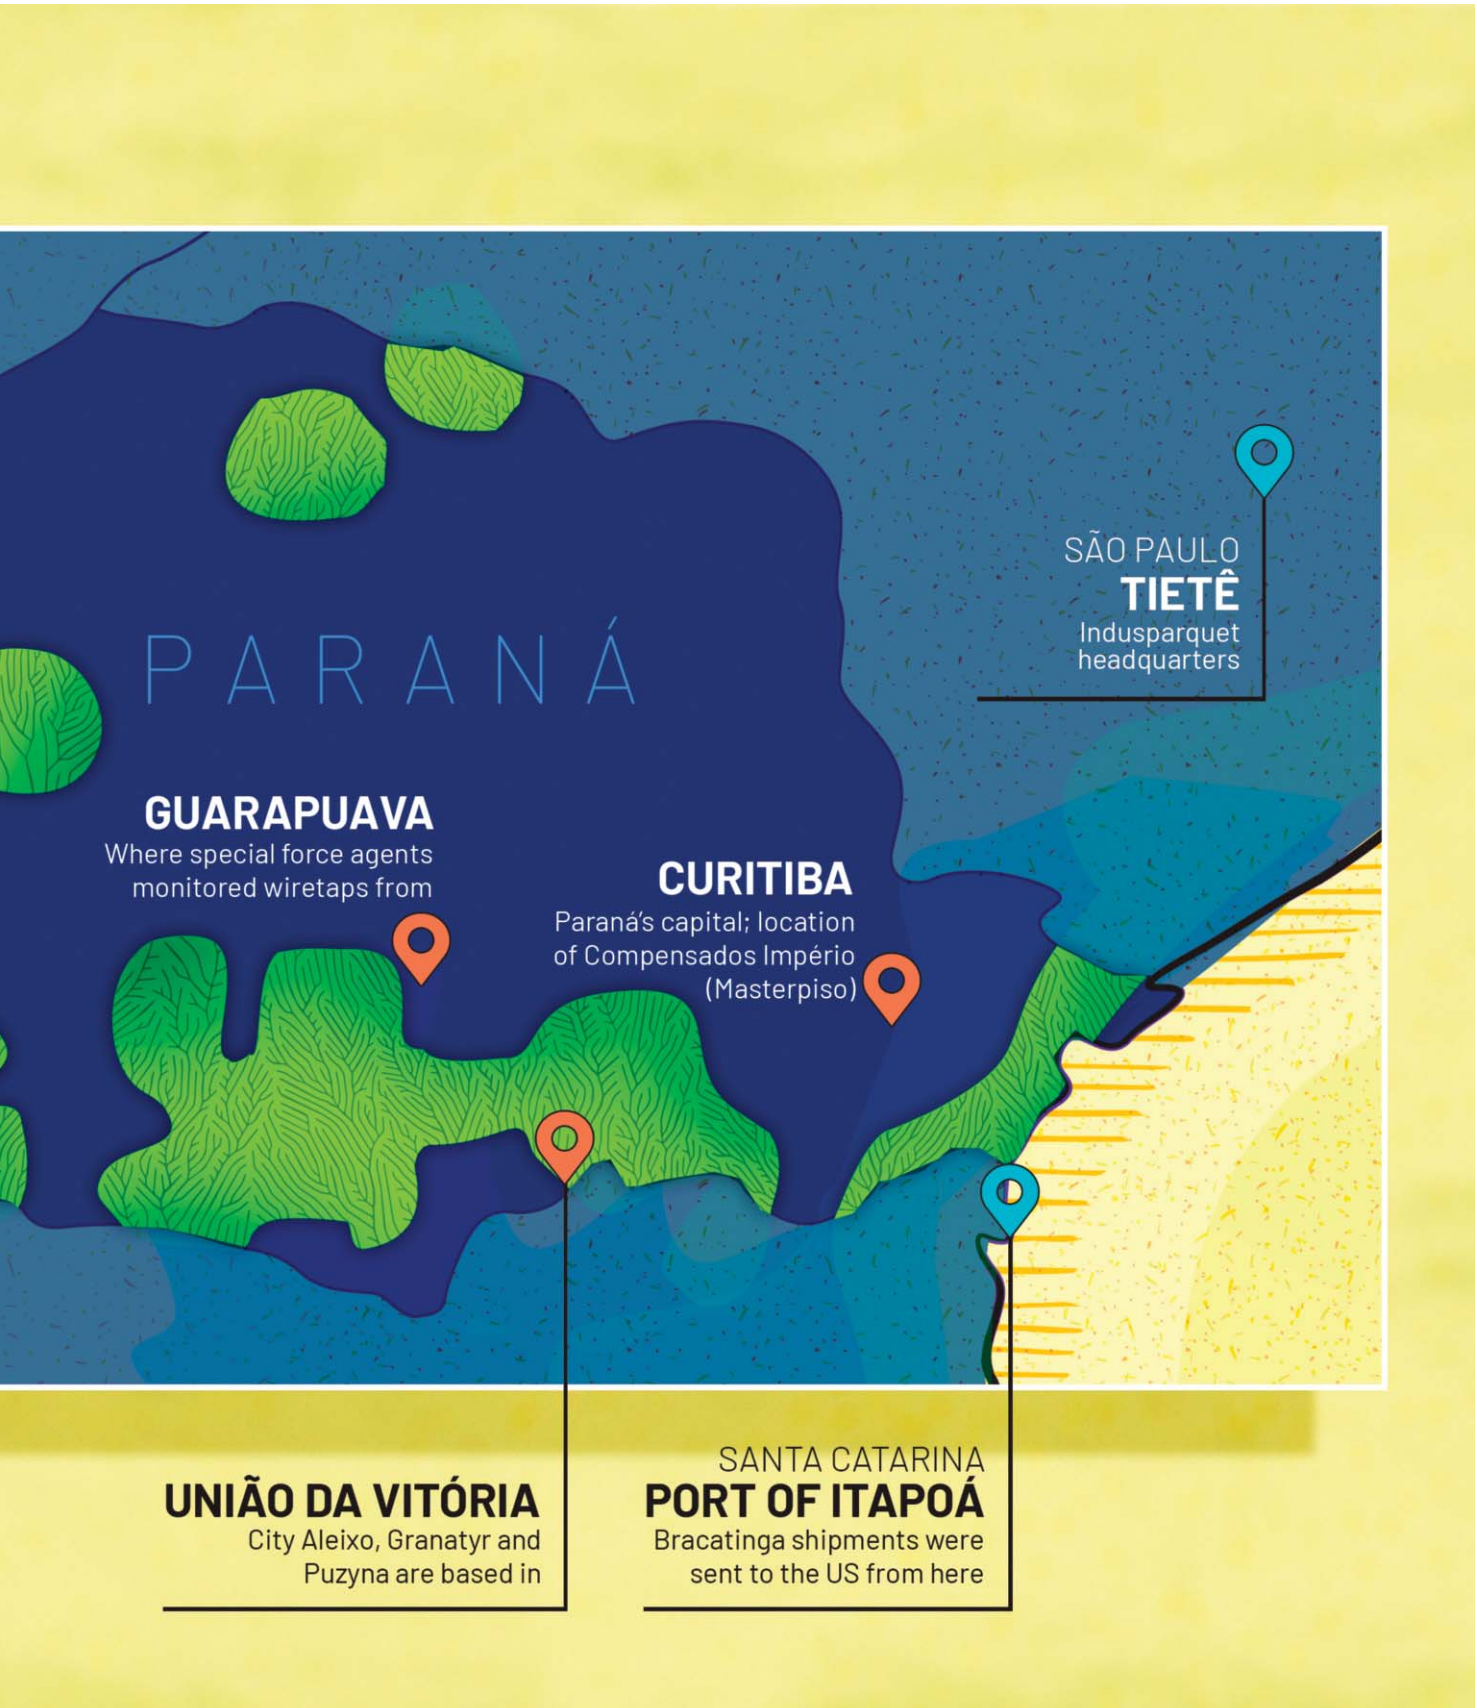 SÃO PAULO
TIETÊ
Indusparquet
headquarters
PARANÁ
GUARAPUAVA
Where special force agents
monitored wiretaps from
CURITIBA
Paraná's capital; location
of Compensados Império
(Masterpiso)
UNIÃO DA VITÓRIA
City Aleixo, Granatyr and
Puzyna are based in
SANTA CATARINA
PORT OF ITAPOÁ
Bracatinga shipments were
sent to the US from here